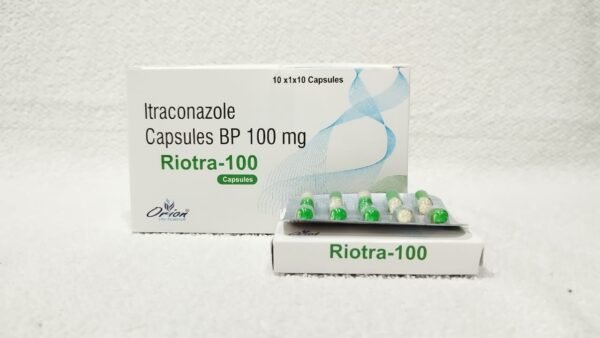 10 x1x10 Capsules
Itraconazole
Capsules BP 100 mg
Riotra-100
Capsules
Orion
Riotra-100